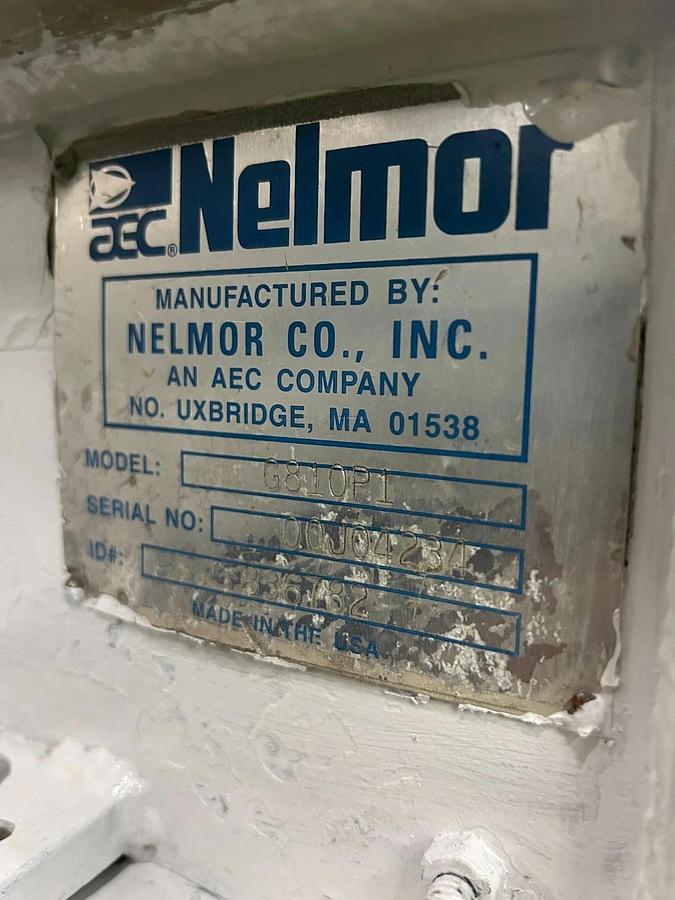 AEC® Nelmor
MANUFACTURED BY:
NELMOR CO., INC.
AN AEC COMPANY
NO. UXBRIDGE, MA 01538
MODEL: G810P1
SERIAL NO: 00J04234
ID#:
MADE IN THE USA